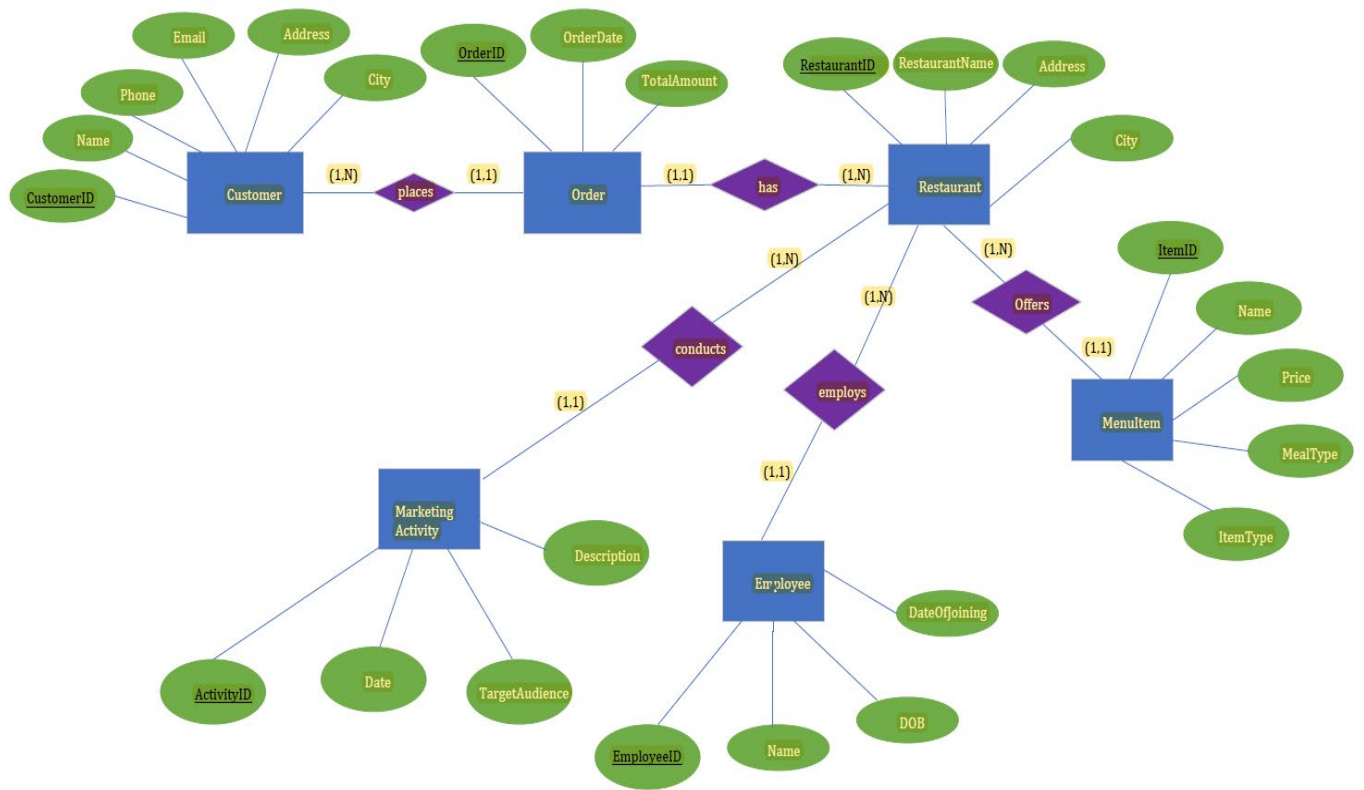 Email
Address
OrderID
OrderDate
RestaurantID
RestaurantName
Address
Phone
City
TotalAmount
Name
City
CustomerID
Customer
(1,N)
places
(1,1)
Order
(1,1)
has
(1,N)
Restaurant
(1,N)
(1,N)
(1,N)
ItemID
Offers
Name
conducts
(1,1)
Price
employs
(1,1)
MenuItem
MealType
(1,1)
Marketing
Activity
ItemType
Description
Employee
DateOfJoining
ActivityID
Date
TargetAudience
DOB
EmployeeID
Name